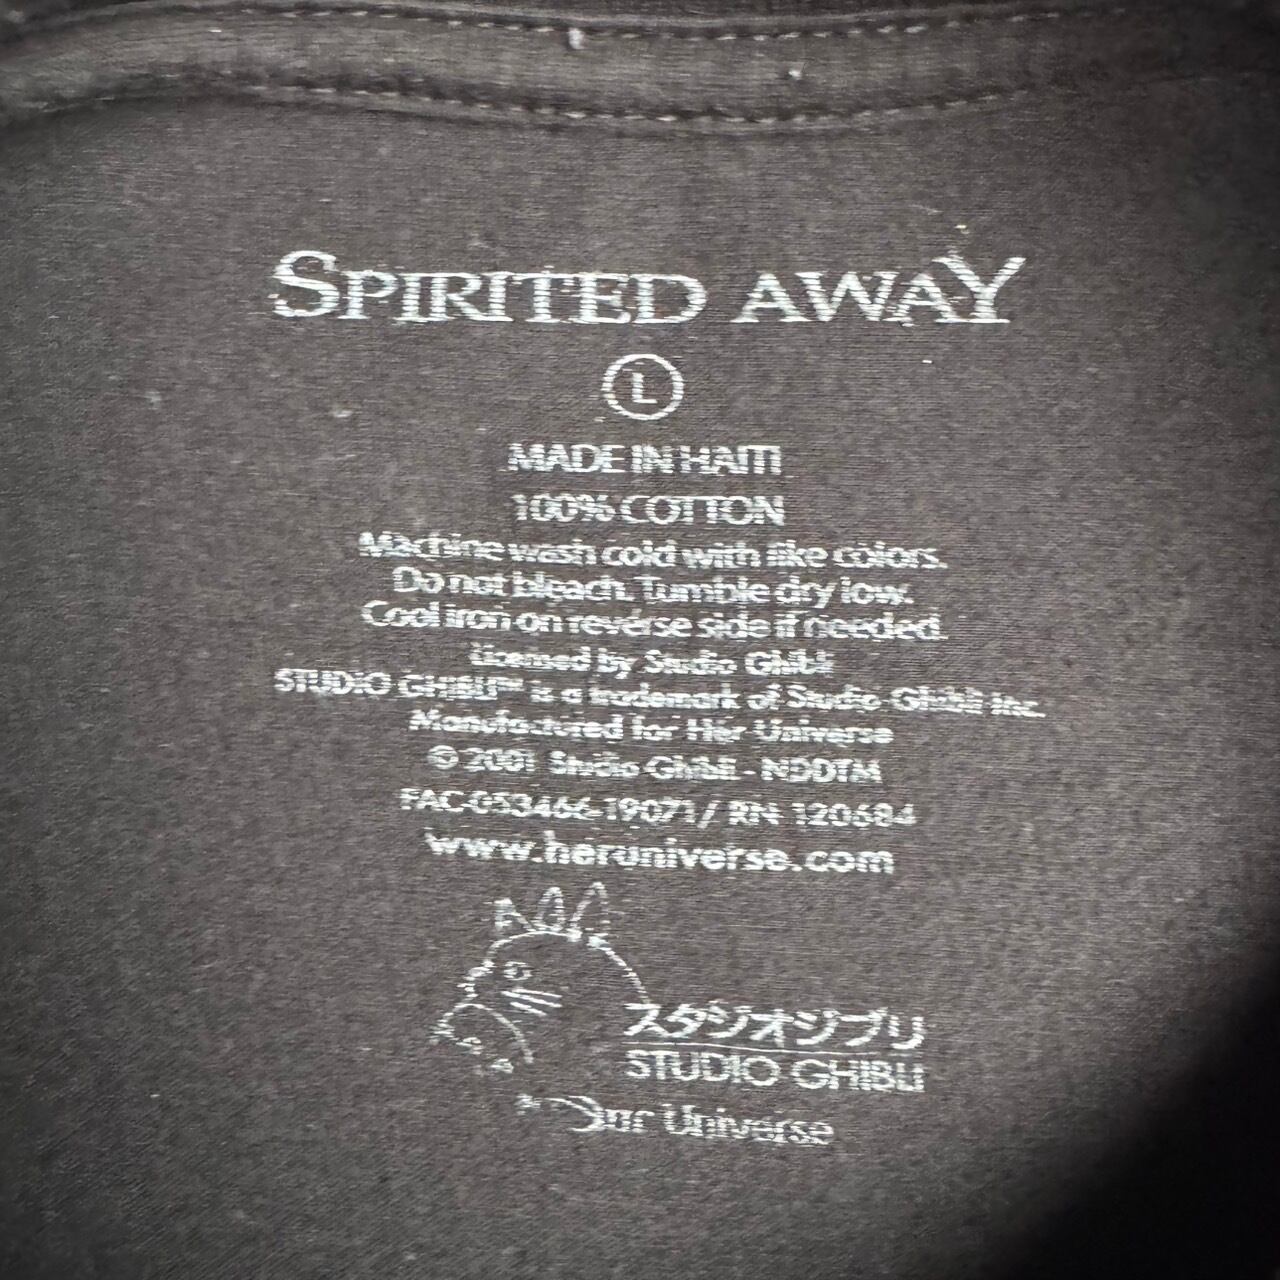 SPIRITED AWAY
L
MADE IN HAITI
100% COTTON
Machine wash cold with like colors.
Do not bleach. Tumble dry low.
Cool iron on reverse side if needed.
Licensed by Studio Ghibli
STUDIO GHIBLI™ is a trademark of Studio Ghibli Inc.
Manufactured for Her Universe
© 2001 Studio Ghibli - NDDTM
FAC-053466-19071/ RN 120684
www.heruniverse.com
スタジオジブリ
STUDIO GHIBLI
Her Universe